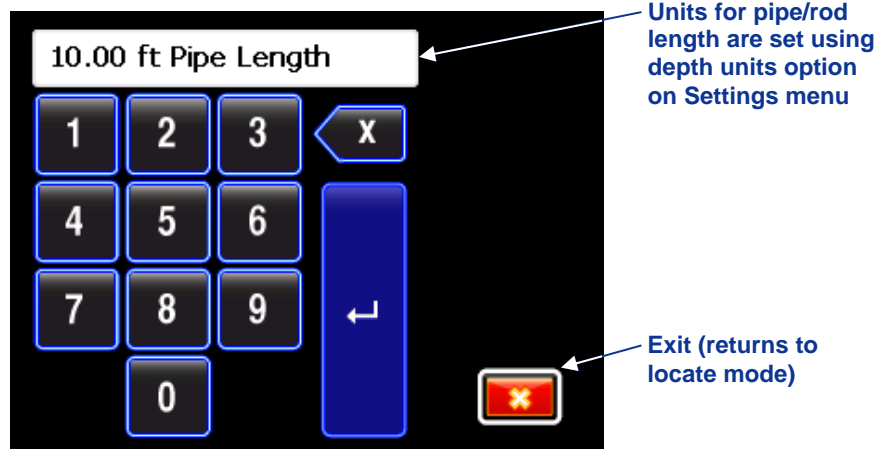 Units for pipe/rod
length are set using
depth units option
on Settings menu
10.00 ft Pipe Length
1 2 3 X
4 5 6
7 8 9
0
Exit (returns to
locate mode)